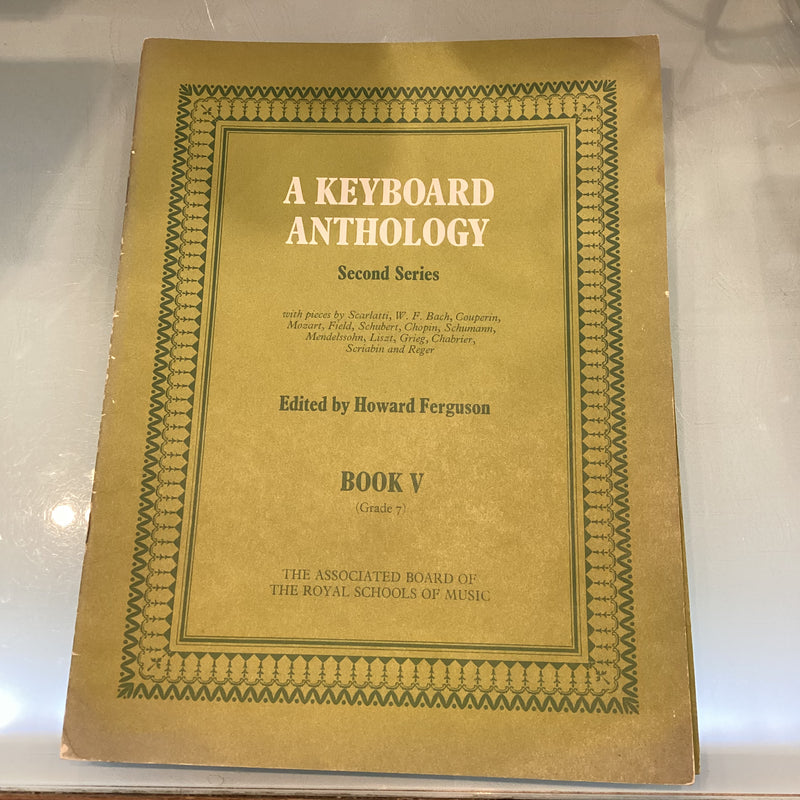 A KEYBOARD
ANTHOLOGY
Second Series
with pieces by Scarlatti, W. F. Bach, Couperin,
Mozart, Field, Schubert, Chopin, Schumann,
Mendelssohn, Liszt, Grieg, Chabrier,
Scriabin and Reger
Edited by Howard Ferguson
BOOK V
(Grade 7)
THE ASSOCIATED BOARD OF
THE ROYAL SCHOOLS OF MUSIC